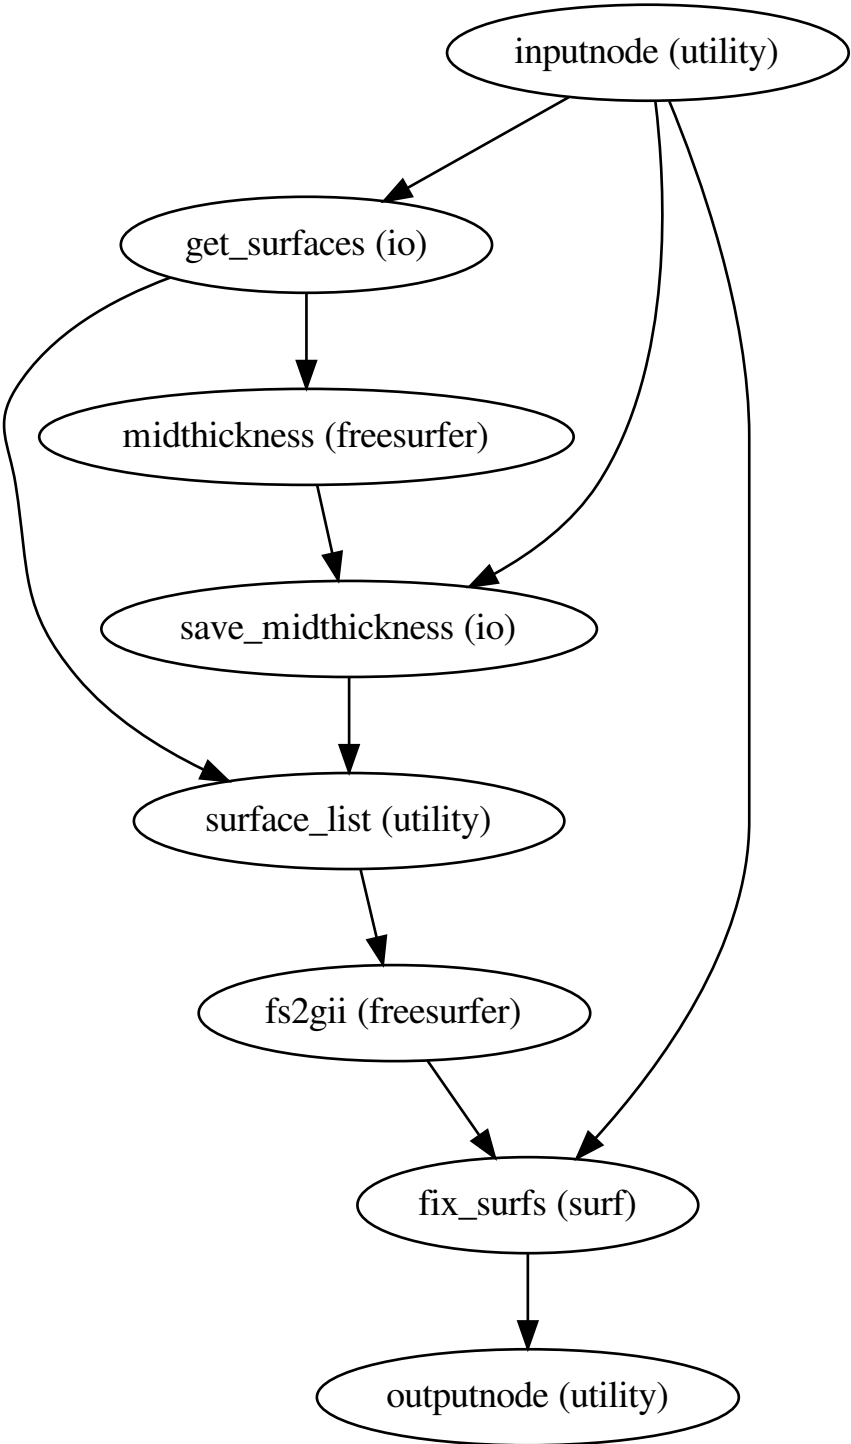 inputnode (utility)
get_surfaces (io)
midthickness (freesurfer)
save_midthickness (io)
surface_list (utility)
fs2gii (freesurfer)
fix_surfs (surf)
outputnode (utility)